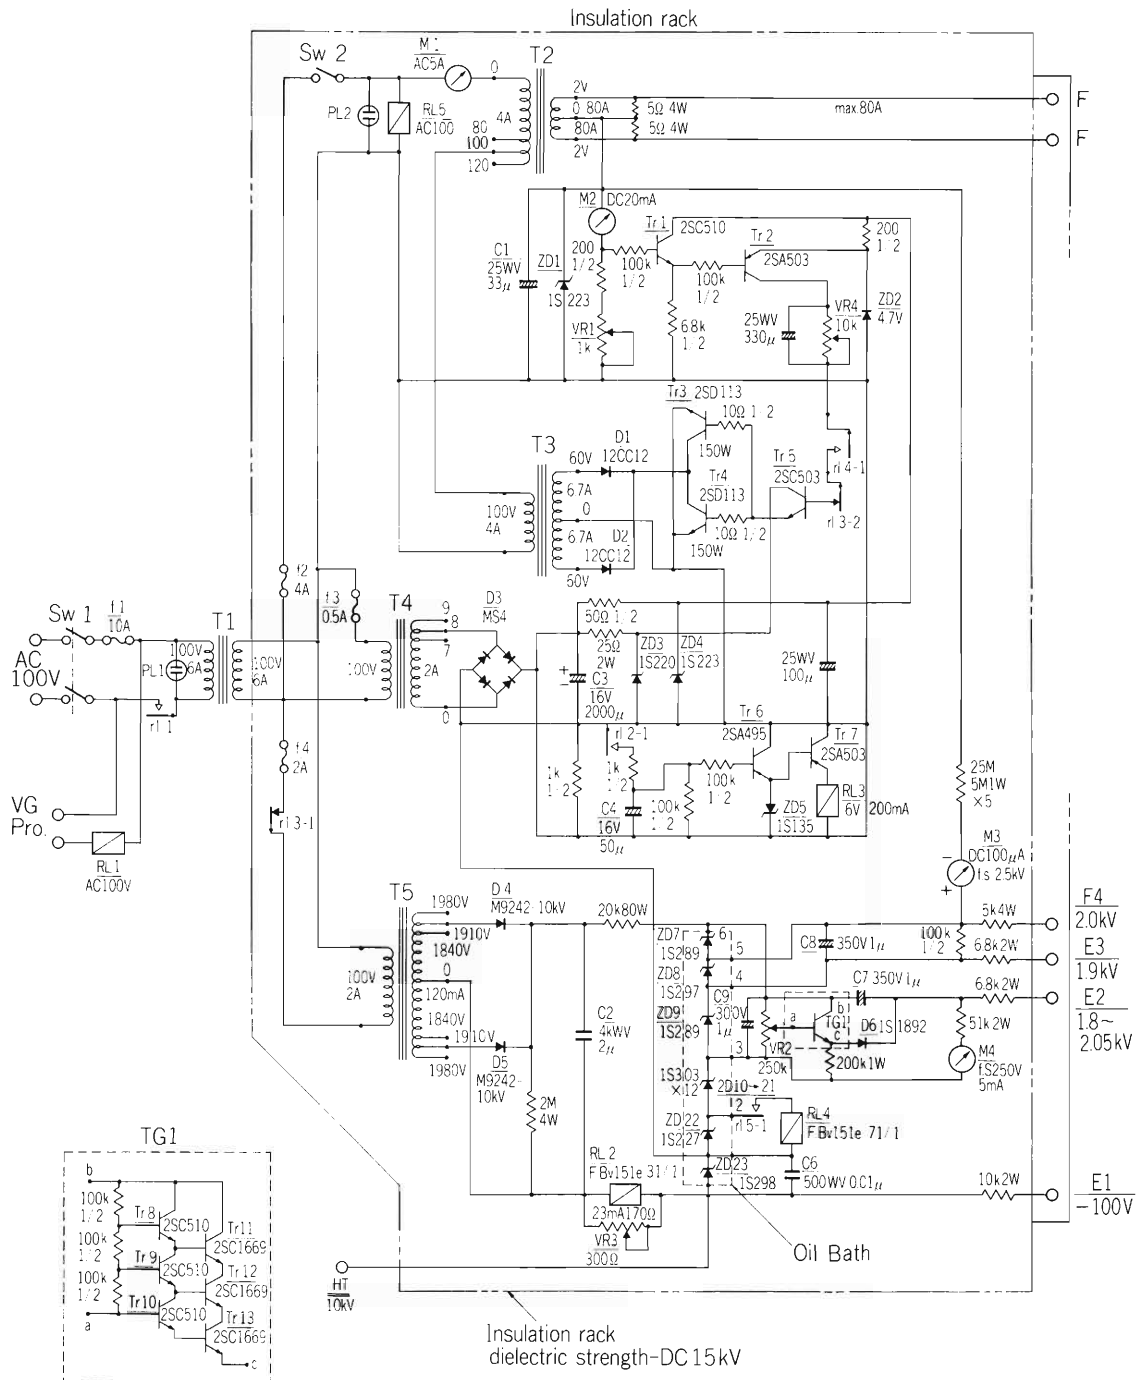 Insulation rack
Sw 2
M1
AC5A
0
T2
PL2
RL5
AC100
4A
80
100
120
2V
0 80A
80A
2V
5Ω 4W
5Ω 4W
max.80A
F
F
M2
DC20mA
C1
25WV
33μ
ZD1
1S 223
200
1/2
VR1
1k
100k
1/2
Tr1
2SC510
6.8k
1/2
100k
1/2
Tr2
2SA503
200
1/2
25WV
330μ
VR4
10k
ZD2
4.7V
Tr3 2SD113
10Ω 1/2
150W
Tr4
2SD113
10Ω 1/2
150W
Tr5
2SC503
rl 4-1
rl 3-2
T3
100V
4A
60V
6.7A
0
6.7A
60V
D1
12CC12
D2
12CC12
f2
4A
f3
0.5A
T4
100V
9
8
7
2A
0
D3
MS4
50Ω 1/2
25Ω
2W
C3
16V
2000μ
ZD3
1S220
ZD4
1S223
25WV
100μ
Sw 1
f1
10A
AC
100V
PL1
rl 1
T1
100V
6A
100V
6A
VG
Pro.
RL1
AC100V
f4
2A
rl 3-1
rl 2-1
1k
1/2
1k
1/2
C4
16V
50μ
100k
1/2
100k
1/2
Tr6
2SA495
ZD5
1S135
Tr7
2SA503
RL3
6V 200mA
25M
5M1W
×5
M3
DC100μA
fs 2.5kV
−
+
T5
100V
2A
1980V
1910V
1840V
0
120mA
1840V
1910V
1980V
D4
M9242-10kV
D5
M9242-
10kV
20k80W
C2
4kWV
2μ
2M
4W
ZD7
1S289
ZD8
1S297
ZD9
1S289
1S303
×12
ZD10→21
ZD22
1S227
ZD23
1S298
6
5
4
3
2
C9
300V
1μ
VR2
250k
a
b
TG1
c
C8
350V1μ
C7 350V 1μ
D6 1S1892
200k1W
100k
1/2
5k4W
6.8k2W
6.8k2W
51k2W
M4
f.S250V
5mA
rl 5-1
RL4
FBv151e 71/1
C6
500WV 0.01μ
RL2
FBv151e 31/1
23mA170Ω
VR3
300Ω
10k2W
F4
2.0kV
E3
1.9kV
E2
1.8~
2.05kV
E1
-100V
Oil Bath
HT
10kV
Insulation rack
dielectric strength-DC15kV
TG1
b
100k
1/2
100k
1/2
100k
1/2
a
Tr8
2SC510
Tr9
2SC510
Tr10
2SC510
Tr11
2SC1669
Tr12
2SC1669
Tr13
2SC1669
c